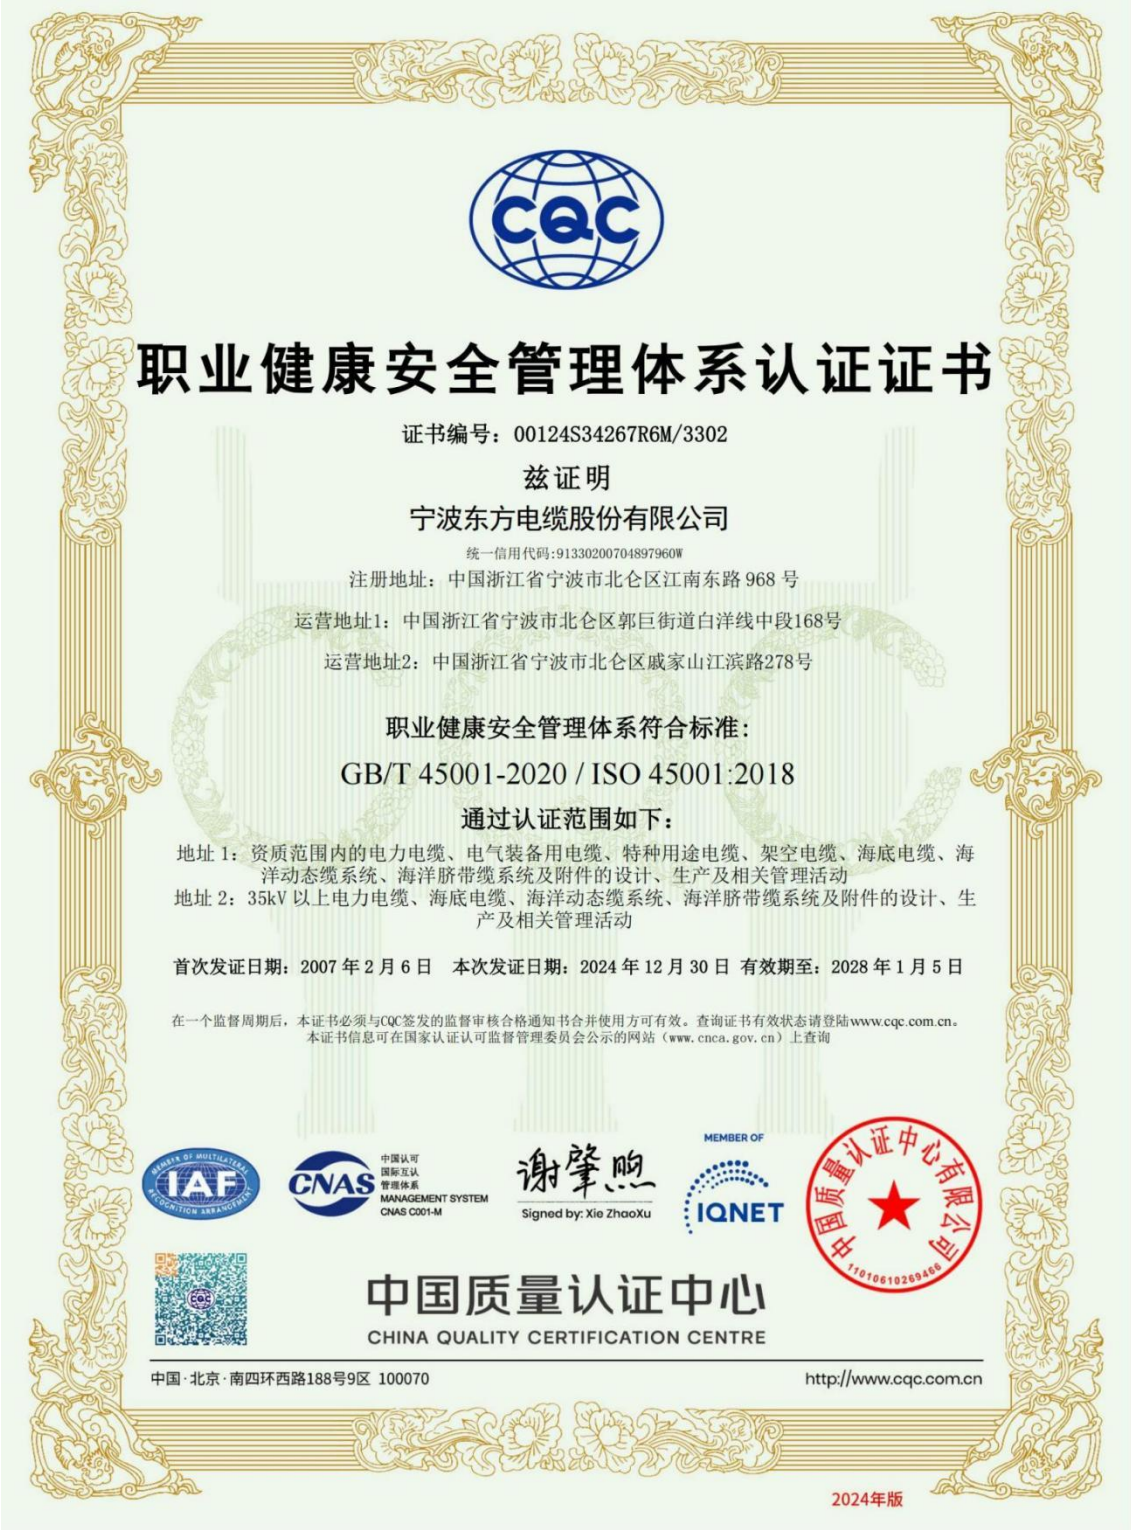 CQC
职业健康安全管理体系认证证书
证书编号：00124S34267R6M/3302
兹证明
宁波东方电缆股份有限公司
统一信用代码:91330200704897960W
注册地址：中国浙江省宁波市北仑区江南东路 968 号
运营地址1：中国浙江省宁波市北仑区郭巨街道白洋线中段168号
运营地址2：中国浙江省宁波市北仑区戚家山江滨路278号
职业健康安全管理体系符合标准：
GB/T 45001-2020 / ISO 45001:2018
通过认证范围如下：
地址 1：资质范围内的电力电缆、电气装备用电缆、特种用途电缆、架空电缆、海底电缆、海
洋动态缆系统、海洋脐带缆系统及附件的设计、生产及相关管理活动
地址 2：35kV 以上电力电缆、海底电缆、海洋动态缆系统、海洋脐带缆系统及附件的设计、生
产及相关管理活动
首次发证日期：2007 年 2 月 6 日 本次发证日期：2024 年 12 月 30 日 有效期至：2028 年 1 月 5 日
在一个监督周期后，本证书必须与CQC签发的监督审核合格通知书合并使用方可有效。查询证书有效状态请登陆www.cqc.com.cn。
本证书信息可在国家认证认可监督管理委员会公示的网站（www.cnca.gov.cn）上查询
MEMBER OF MULTILATERAL
IAF
RECOGNITION ARRANGEMENT
CNAS
中国认可
国际互认
管理体系
MANAGEMENT SYSTEM
CNAS C001-M
谢肇煦
Signed by: Xie ZhaoXu
MEMBER OF
IQNET
中国质量认证中心有限公司
11010610269466
CQC
中国质量认证中心
CHINA QUALITY CERTIFICATION CENTRE
中国·北京·南四环西路188号9区 100070
http://www.cqc.com.cn
2024年版